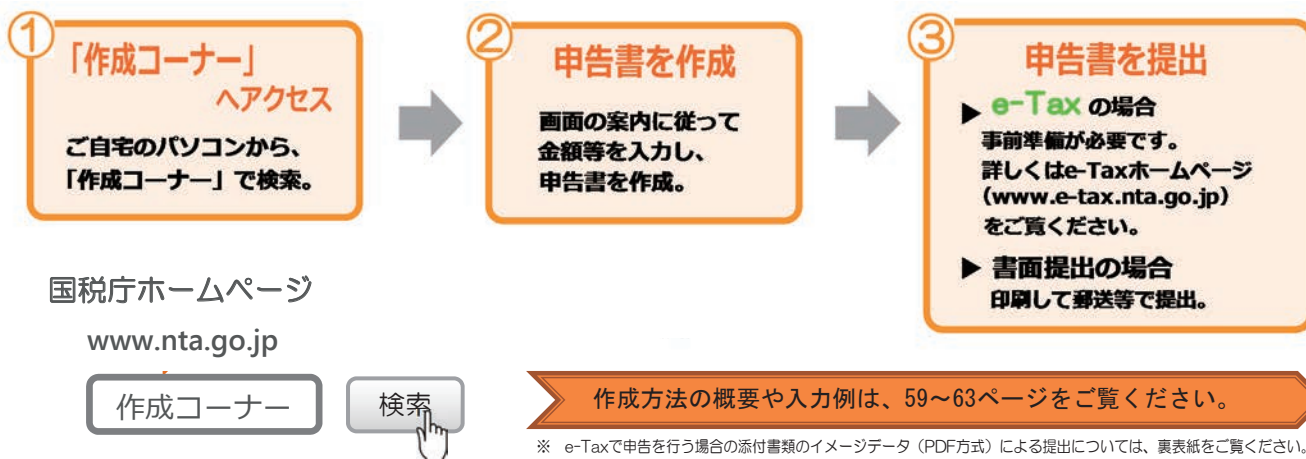 ①
「作成コーナー」
へアクセス
ご自宅のパソコンから、
「作成コーナー」で検索。
②
申告書を作成
画面の案内に従って
金額等を入力し、
申告書を作成。
③
申告書を提出
▶ e-Tax の場合
事前準備が必要です。
詳しくはe-Taxホームページ
(www.e-tax.nta.go.jp)
をご覧ください。
▶ 書面提出の場合
印刷して郵送等で提出。
国税庁ホームページ
www.nta.go.jp
作成コーナー 検索
作成方法の概要や入力例は、59～63ページをご覧ください。
※ e-Taxで申告を行う場合の添付書類のイメージデータ（PDF方式）による提出については、裏表紙をご覧ください。